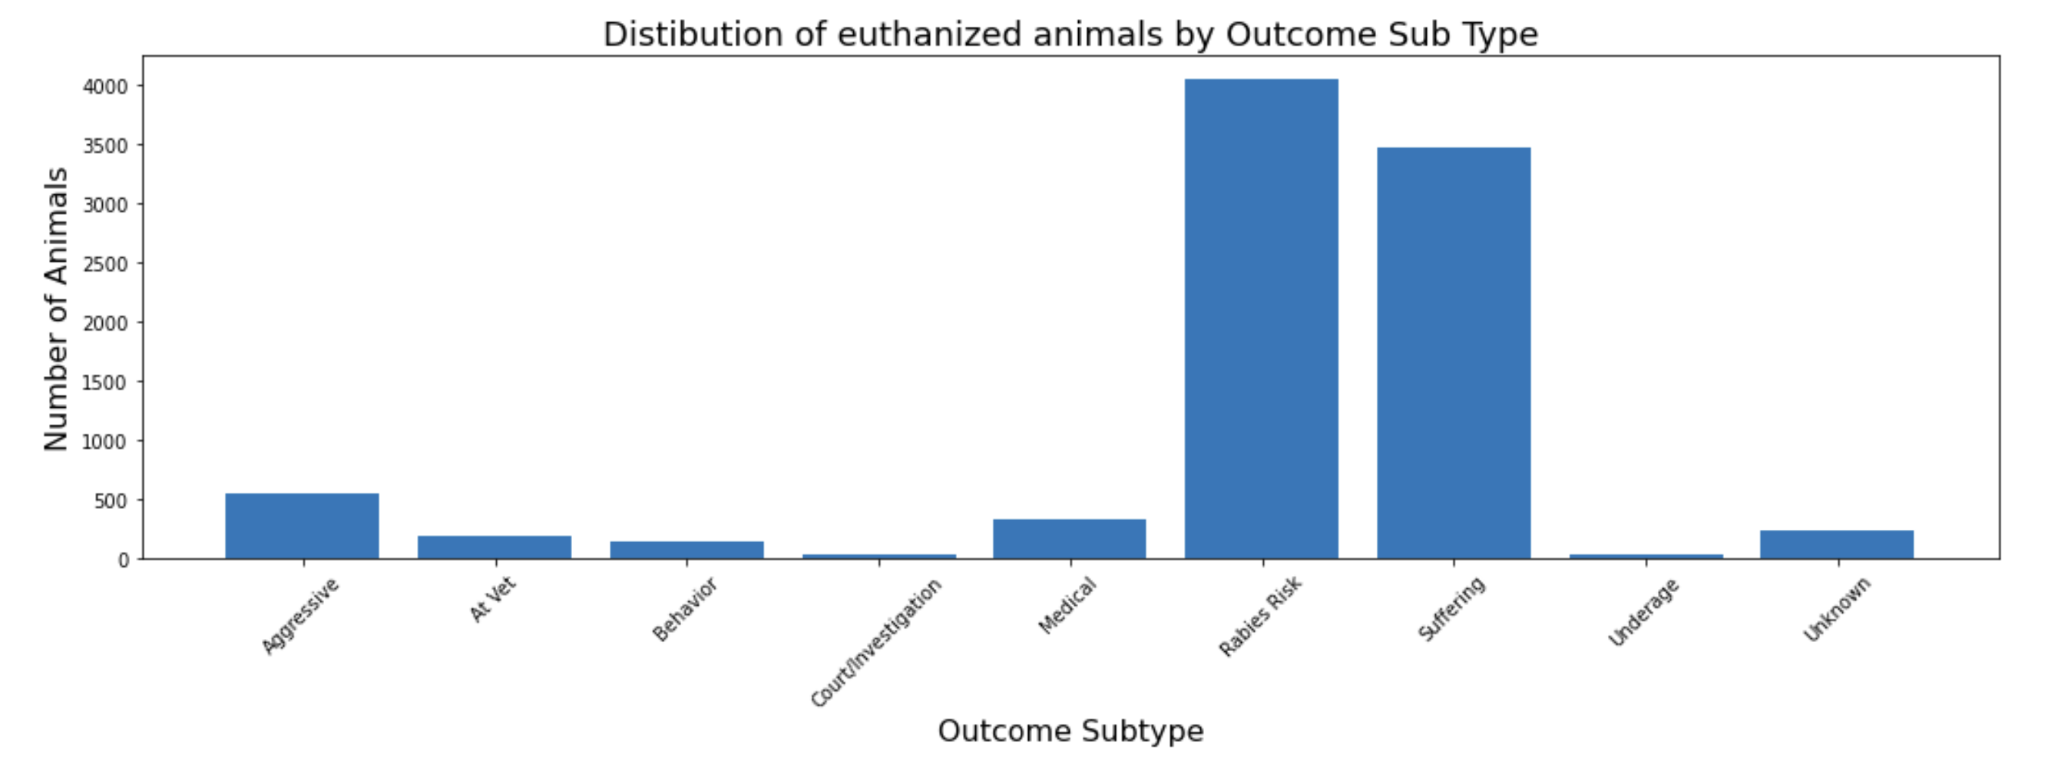 Distibution of euthanized animals by Outcome Sub Type
Number of Animals
4000
3500
3000
2500
2000
1500
1000
500
0
Aggressive
At Vet
Behavior
Court/Investigation
Medical
Rabies Risk
Suffering
Underage
Unknown
Outcome Subtype